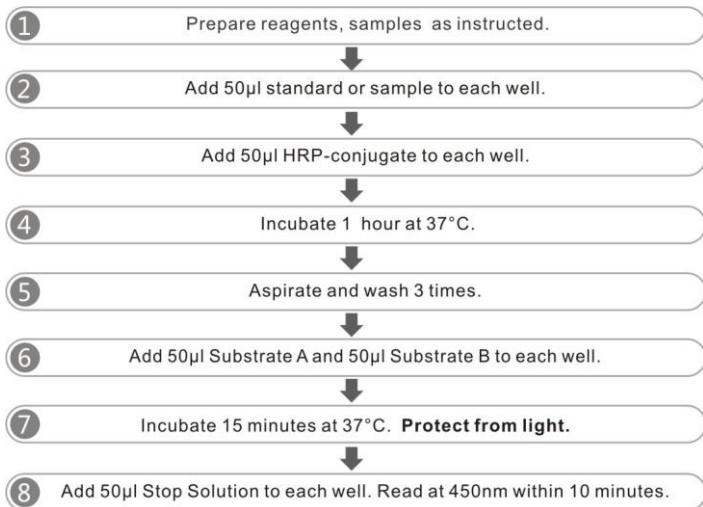 1 Prepare reagents, samples as instructed.
2 Add 50μl standard or sample to each well.
3 Add 50μl HRP-conjugate to each well.
4 Incubate 1 hour at 37°C.
5 Aspirate and wash 3 times.
6 Add 50μl Substrate A and 50μl Substrate B to each well.
7 Incubate 15 minutes at 37°C. Protect from light.
8 Add 50μl Stop Solution to each well. Read at 450nm within 10 minutes.